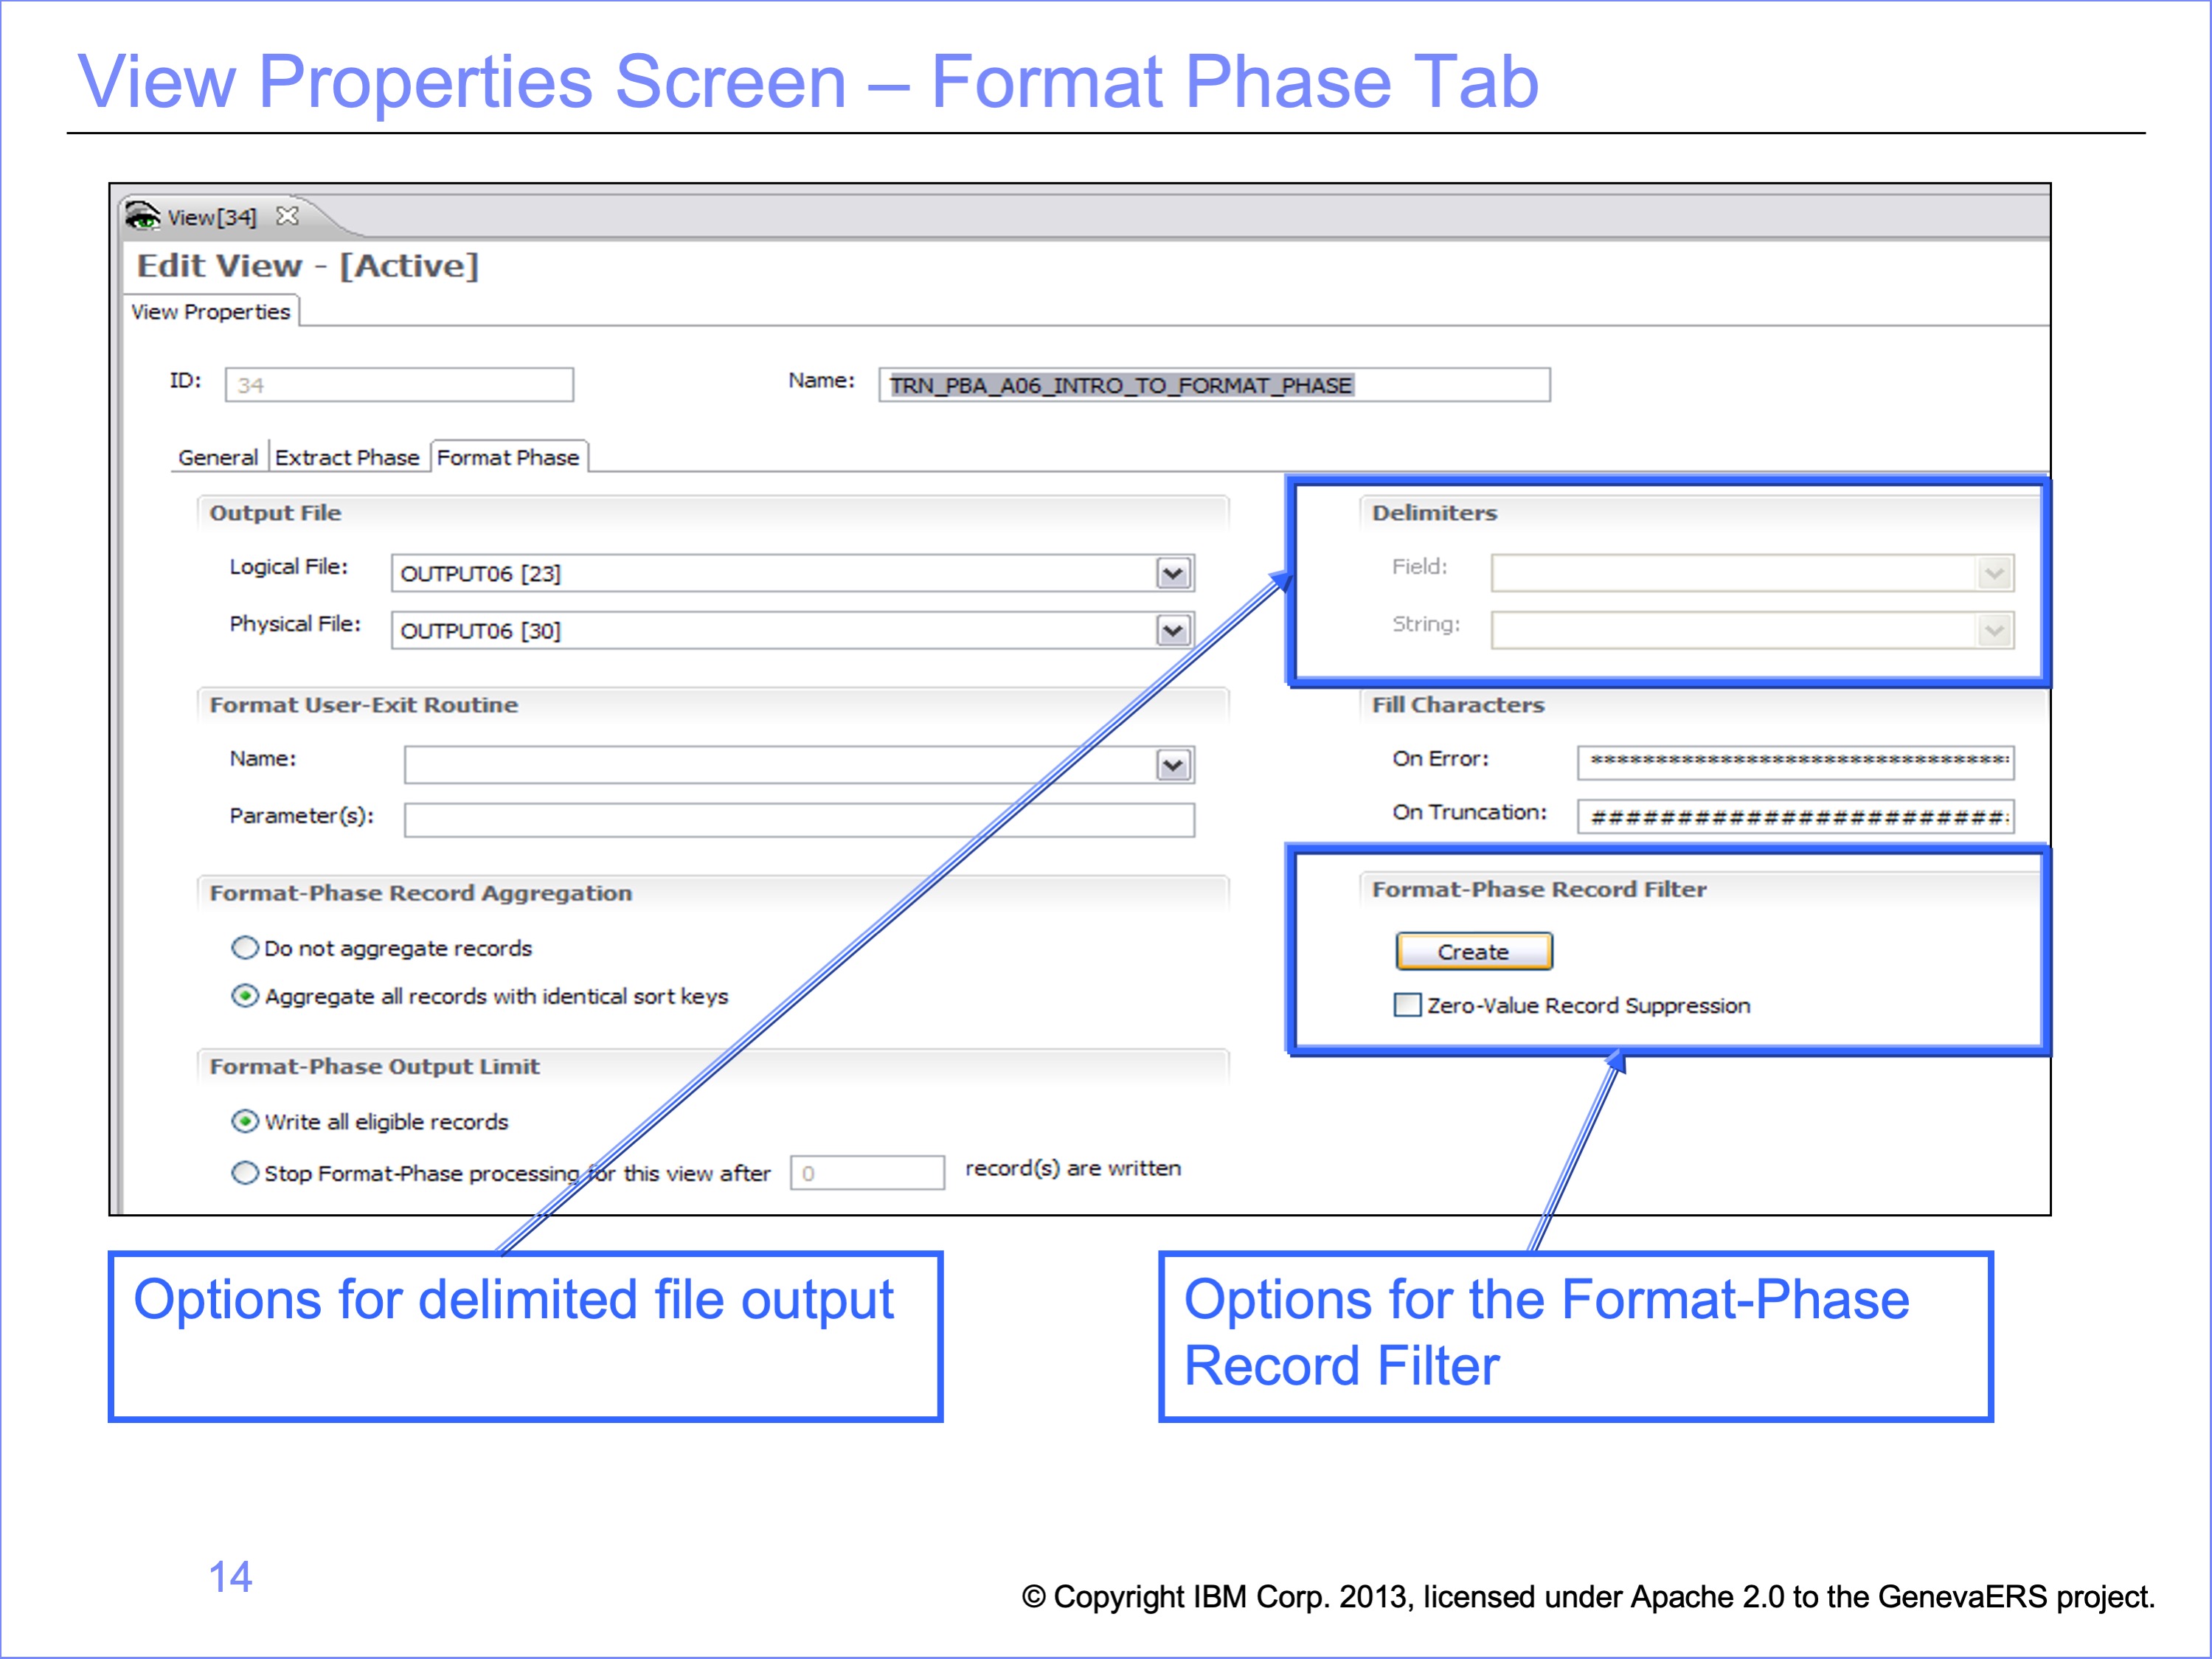 View Properties Screen – Format Phase Tab
View[34]
Edit View - [Active]
View Properties
ID: 34 Name: TRN_PBA_A06_INTRO_TO_FORMAT_PHASE
General Extract Phase Format Phase
Output File
Logical File: OUTPUT06 [23]
Physical File: OUTPUT06 [30]
Format User-Exit Routine
Name:
Parameter(s):
Format-Phase Record Aggregation
Do not aggregate records
Aggregate all records with identical sort keys
Format-Phase Output Limit
Write all eligible records
Stop Format-Phase processing for this view after 0 record(s) are written
Delimiters
Field:
String:
Fill Characters
On Error: ********************************
On Truncation: ########################
Format-Phase Record Filter
Create
Zero-Value Record Suppression
Options for delimited file output
Options for the Format-Phase
Record Filter
14
© Copyright IBM Corp. 2013, licensed under Apache 2.0 to the GenevaERS project.